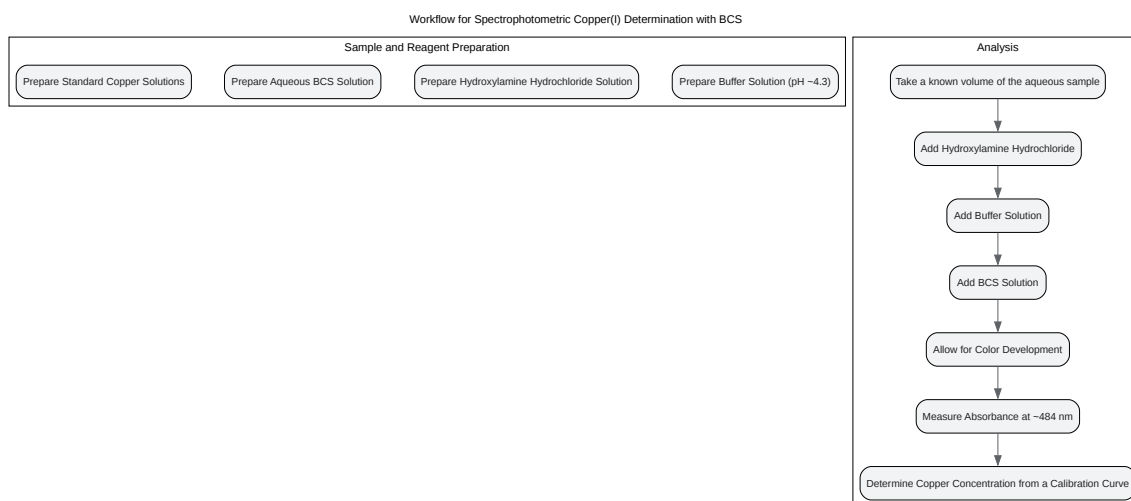 Workflow for Spectrophotometric Copper(I) Determination with BCS
Sample and Reagent Preparation
Prepare Standard Copper Solutions
Prepare Aqueous BCS Solution
Prepare Hydroxylamine Hydrochloride Solution
Prepare Buffer Solution (pH ~4.3)
Analysis
Take a known volume of the aqueous sample
Add Hydroxylamine Hydrochloride
Add Buffer Solution
Add BCS Solution
Allow for Color Development
Measure Absorbance at ~484 nm
Determine Copper Concentration from a Calibration Curve